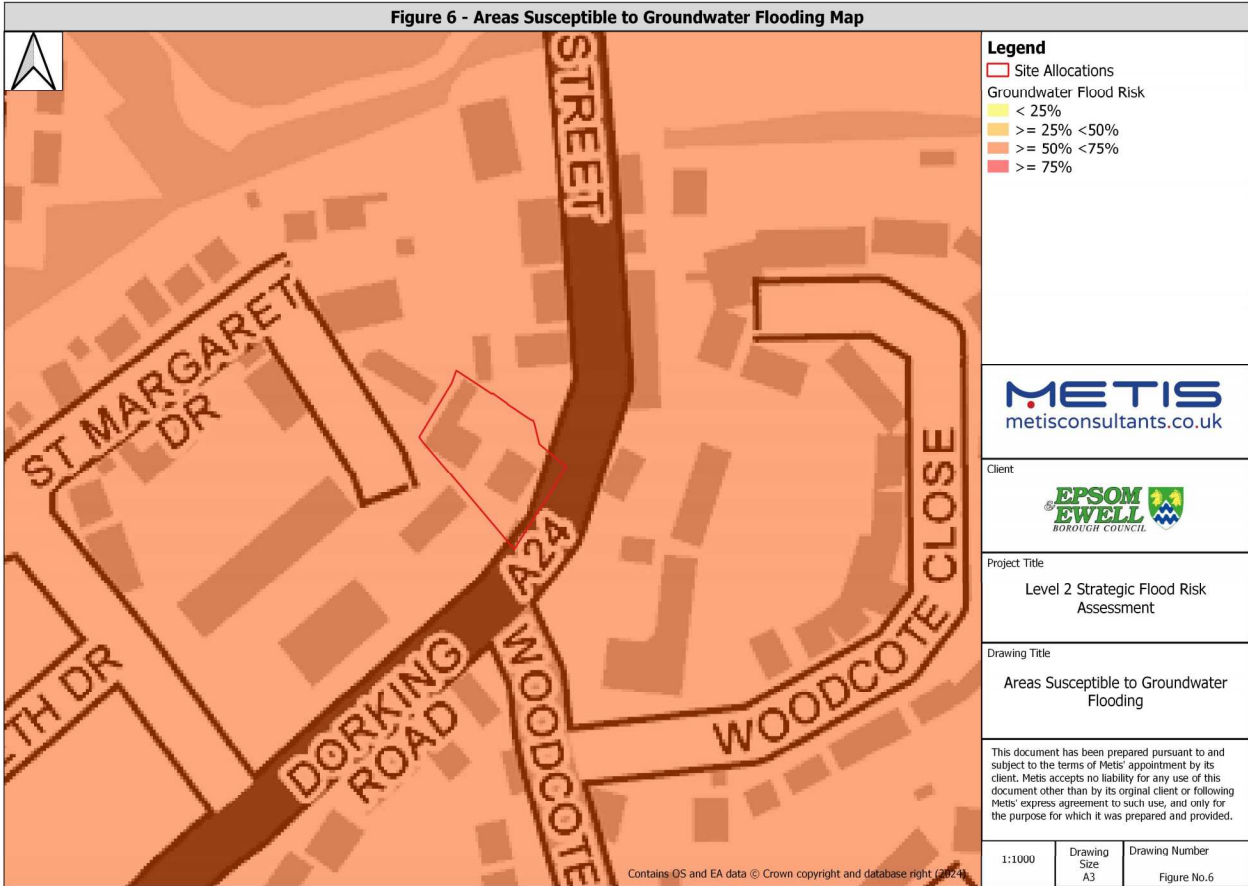 Figure 6 - Areas Susceptible to Groundwater Flooding Map
STREET
ST MARGARET
DR
TH DR
A24
DORKING
ROAD
WOODCOTE
WOODCOTE CLOSE
Contains OS and EA data © Crown copyright and database right (2024)
Legend
Site Allocations
Groundwater Flood Risk
< 25%
>= 25% <50%
>= 50% <75%
>= 75%
METIS
metisconsultants.co.uk
Client
EPSOM
& EWELL
BOROUGH COUNCIL
Project Title
Level 2 Strategic Flood Risk
Assessment
Drawing Title
Areas Susceptible to Groundwater
Flooding
This document has been prepared pursuant to and
subject to the terms of Metis' appointment by its
client. Metis accepts no liability for any use of this
document other than by its orginal client or following
Metis' express agreement to such use, and only for
the purpose for which it was prepared and provided.
1:1000
Drawing
Size
A3
Drawing Number
Figure No.6